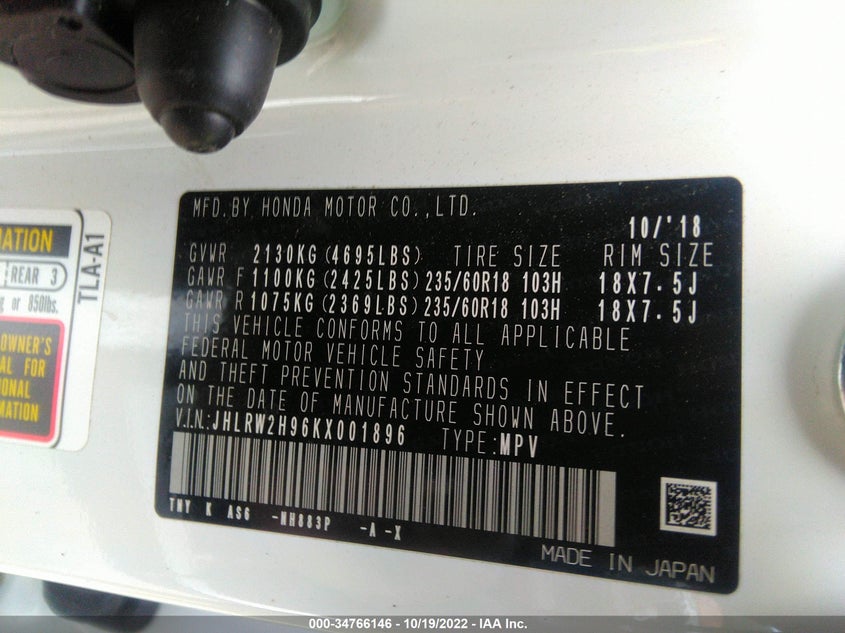 MATION
REAR 3
or 850lbs.
OWNER'S
FOR
TLA-A1
MFD.BY HONDA MOTOR CO.,LTD.
10/'18
GVWR 2130KG(4695LBS) TIRE SIZE RIM SIZE
GAWR F 1100KG(2425LBS) 235/60R18 103H 18X7.5J
GAWR R 1075KG(2369LBS) 235/60R18 103H 18X7.5J
THIS VEHICLE CONFORMS TO ALL APPLICABLE
FEDERAL MOTOR VEHICLE SAFETY
AND THEFT PREVENTION STANDARDS IN EFFECT
ON THE DATE OF MANUFACTURE SHOWN ABOVE.
V.I.N:JHLRW2H96KX001896 TYPE:MPV
TNY K AS6 -NH883P -A -X
MADE IN JAPAN
000-34766146 - 10/19/2022 - IAA Inc.